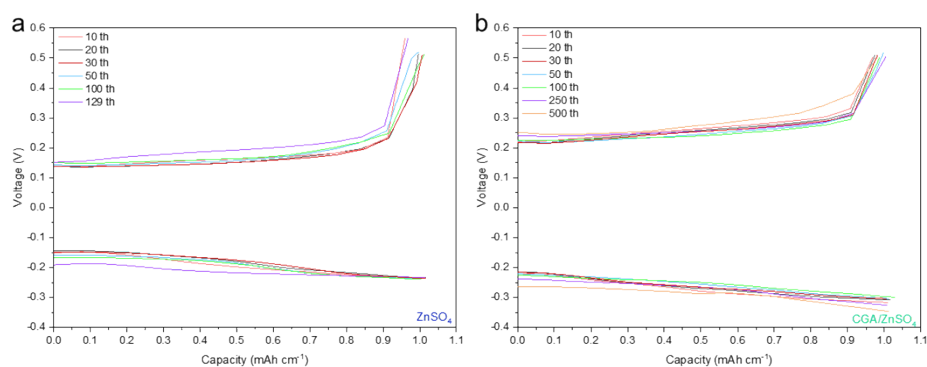 a
0.6
0.5
0.4
0.3
0.2
0.1
0.0
-0.1
-0.2
-0.3
-0.4
Voltage (V)
10 th
20 th
30 th
50 th
100 th
129 th
ZnSO4
0.0 0.1 0.2 0.3 0.4 0.5 0.6 0.7 0.8 0.9 1.0 1.1
Capacity (mAh cm-1)
b
0.6
0.5
0.4
0.3
0.2
0.1
0.0
-0.1
-0.2
-0.3
-0.4
Voltage (V)
10 th
20 th
30 th
50 th
100 th
250 th
500 th
CGA/ZnSO4
0.0 0.1 0.2 0.3 0.4 0.5 0.6 0.7 0.8 0.9 1.0 1.1
Capacity (mAh cm-1)